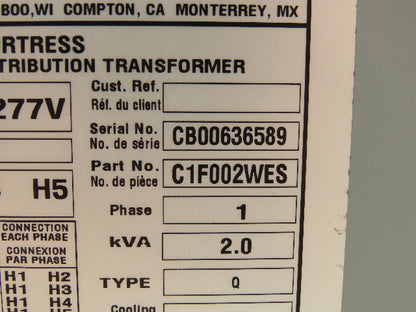 BOO, WI COMPTON, CA MONTERREY, MX
ORTRESS
TRIBUTION TRANSFORMER
277V
Cust. Ref.
Réf. du client
Serial No.
No. de série
CB00636589
Part No.
No. de pièce
C1F002WES
H5
Phase
1
CONNECTION
EACH PHASE
CONNEXION
PAR PHASE
kVA
2.0
H1 H2
H1 H3
H1 H4
TYPE
Q
Cooling